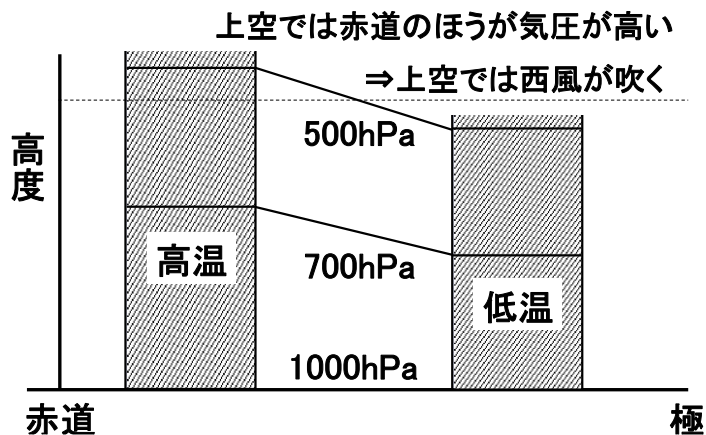 上空では赤道のほうが気圧が高い
⇒上空では西風が吹く
500hPa
高度
高温
700hPa
低温
1000hPa
赤道
極